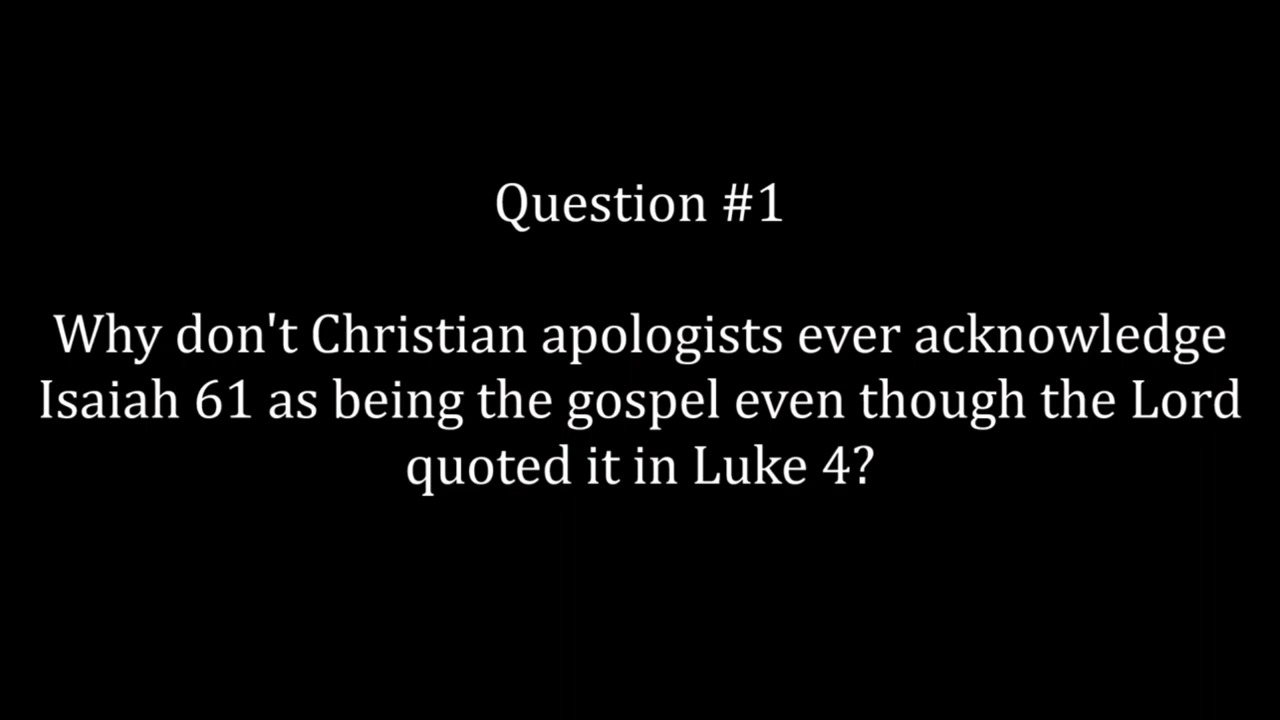 Question #1
Why don't Christian apologists ever acknowledge
Isaiah 61 as being the gospel even though the Lord
quoted it in Luke 4?